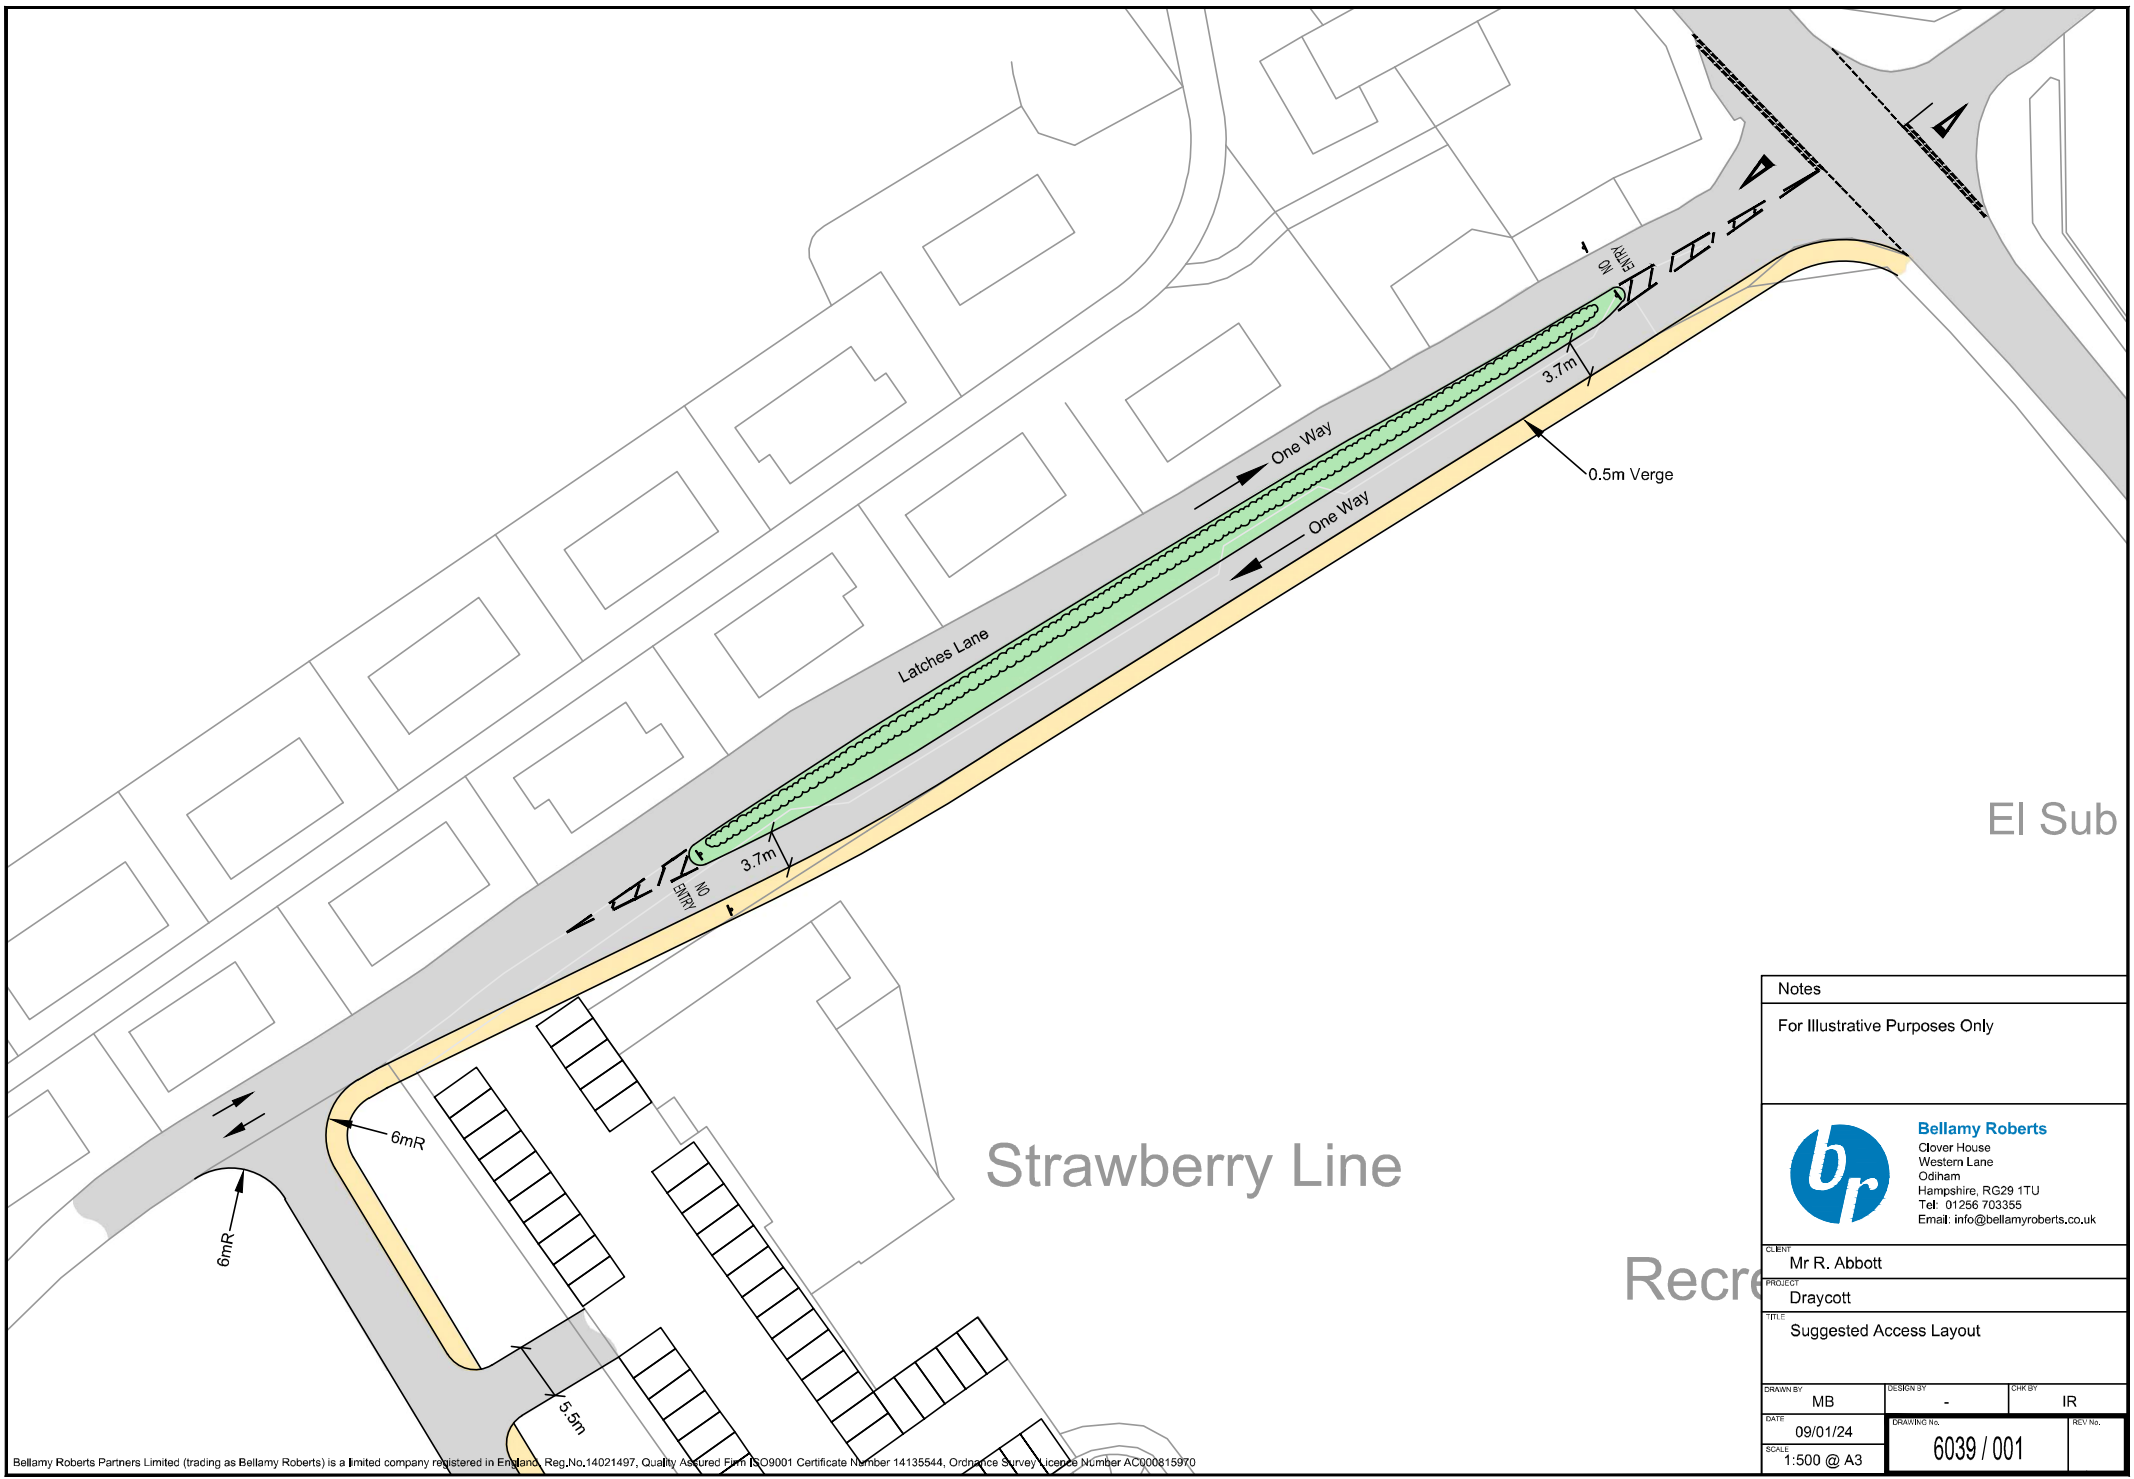 NO
ENTRY
3.7m
One Way
0.5m Verge
One Way
Latches Lane
3.7m
NO
ENTRY
El Sub
6mR
6mR
Strawberry Line
Recre
5.5m
Notes
For Illustrative Purposes Only
br
Bellamy Roberts
Clover House
Western Lane
Odiham
Hampshire, RG29 1TU
Tel: 01256 703355
Email: info@bellamyroberts.co.uk
CLIENT
Mr R. Abbott
PROJECT
Draycott
TITLE
Suggested Access Layout
DRAWN BY
MB
DESIGN BY
-
CHK BY
IR
DATE
09/01/24
DRAWING No.
6039 / 001
REV No.
SCALE
1:500 @ A3
Bellamy Roberts Partners Limited (trading as Bellamy Roberts) is a limited company registered in England. Reg.No.14021497, Quality Assured Firm ISO9001 Certificate Number 14135544, Ordnance Survey Licence Number AC000815970